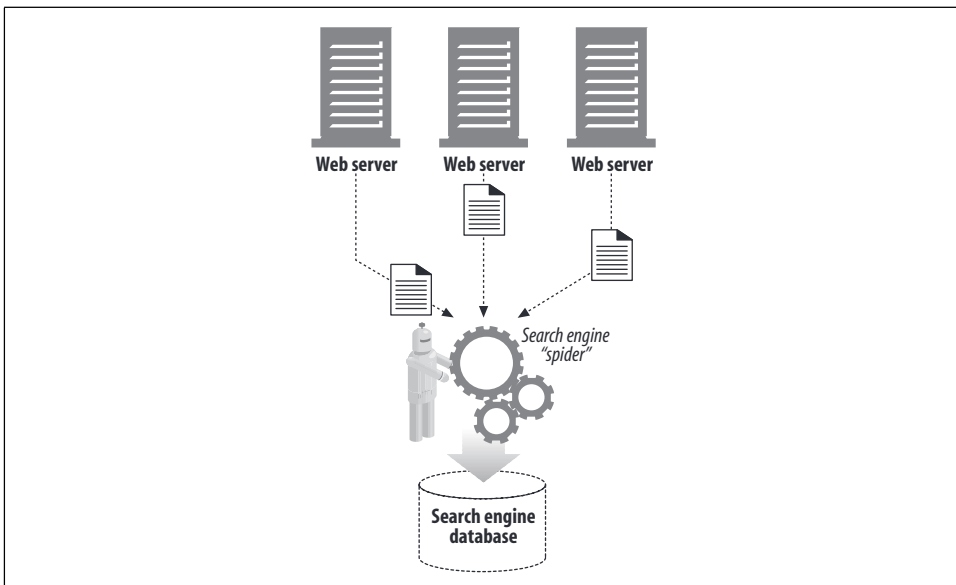 Web server
Web server
Web server
Search engine
“spider”
Search engine
database